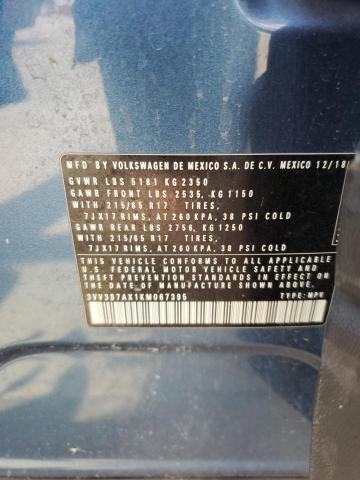 MFD BY VOLKSWAGEN DE MEXICO S.A. DE C.V. MEXICO 12/18
GVWR LBS 5181 KG 2350
GAWR FRONT LBS 2535, KG 1150
WITH 215/65 R17 TIRES,
7JX17 RIMS, AT 260 KPA, 38 PSI COLD
GAWR REAR LBS 2756, KG 1250
WITH 215/65 R17 TIRES,
7JX17 RIMS, AT 260 KPA, 38 PSI COLD
THIS VEHICLE CONFORMS TO ALL APPLICABLE
U.S. FEDERAL MOTOR VEHICLE SAFETY AND
THEFT PREVENTION STANDARDS IN EFFECT ON
THE DATE OF MANUFACTURE SHOWN ABOVE.
3VV3B7AX1KM067395 TYPE: MPV